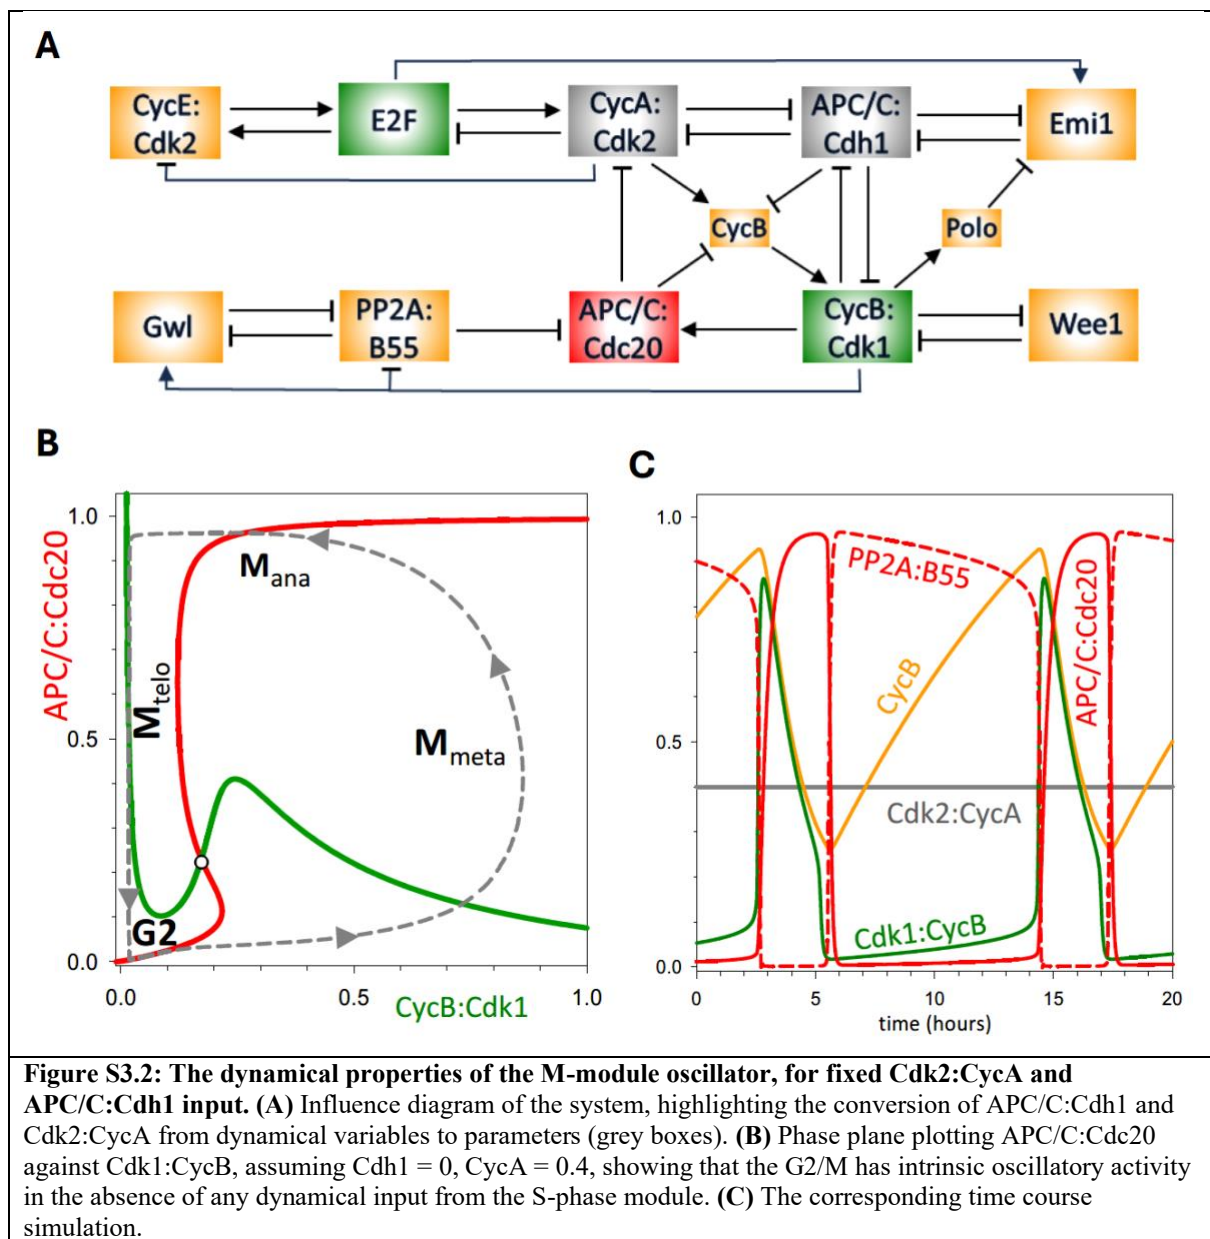 A
CycE:
Cdk2
E2F
CycA:
Cdk2
APC/C:
Cdh1
Emi1
CycB
Polo
Gwl
PP2A:
B55
APC/C:
Cdc20
CycB:
Cdk1
Wee1
B
APC/C:Cdc20
1.0
0.5
0.0
M_ana
M_telo
M_meta
G2
0.0
0.5
1.0
CycB:Cdk1
C
1.0
0.5
0.0
PP2A:B55
CycB
APC/C:Cdc20
Cdk2:CycA
Cdk1:CycB
0
5
10
15
20
time (hours)
Figure S3.2: The dynamical properties of the M-module oscillator, for fixed Cdk2:CycA and
APC/C:Cdh1 input. (A) Influence diagram of the system, highlighting the conversion of APC/C:Cdh1 and
Cdk2:CycA from dynamical variables to parameters (grey boxes). (B) Phase plane plotting APC/C:Cdc20
against Cdk1:CycB, assuming Cdh1 = 0, CycA = 0.4, showing that the G2/M has intrinsic oscillatory activity
in the absence of any dynamical input from the S-phase module. (C) The corresponding time course
simulation.